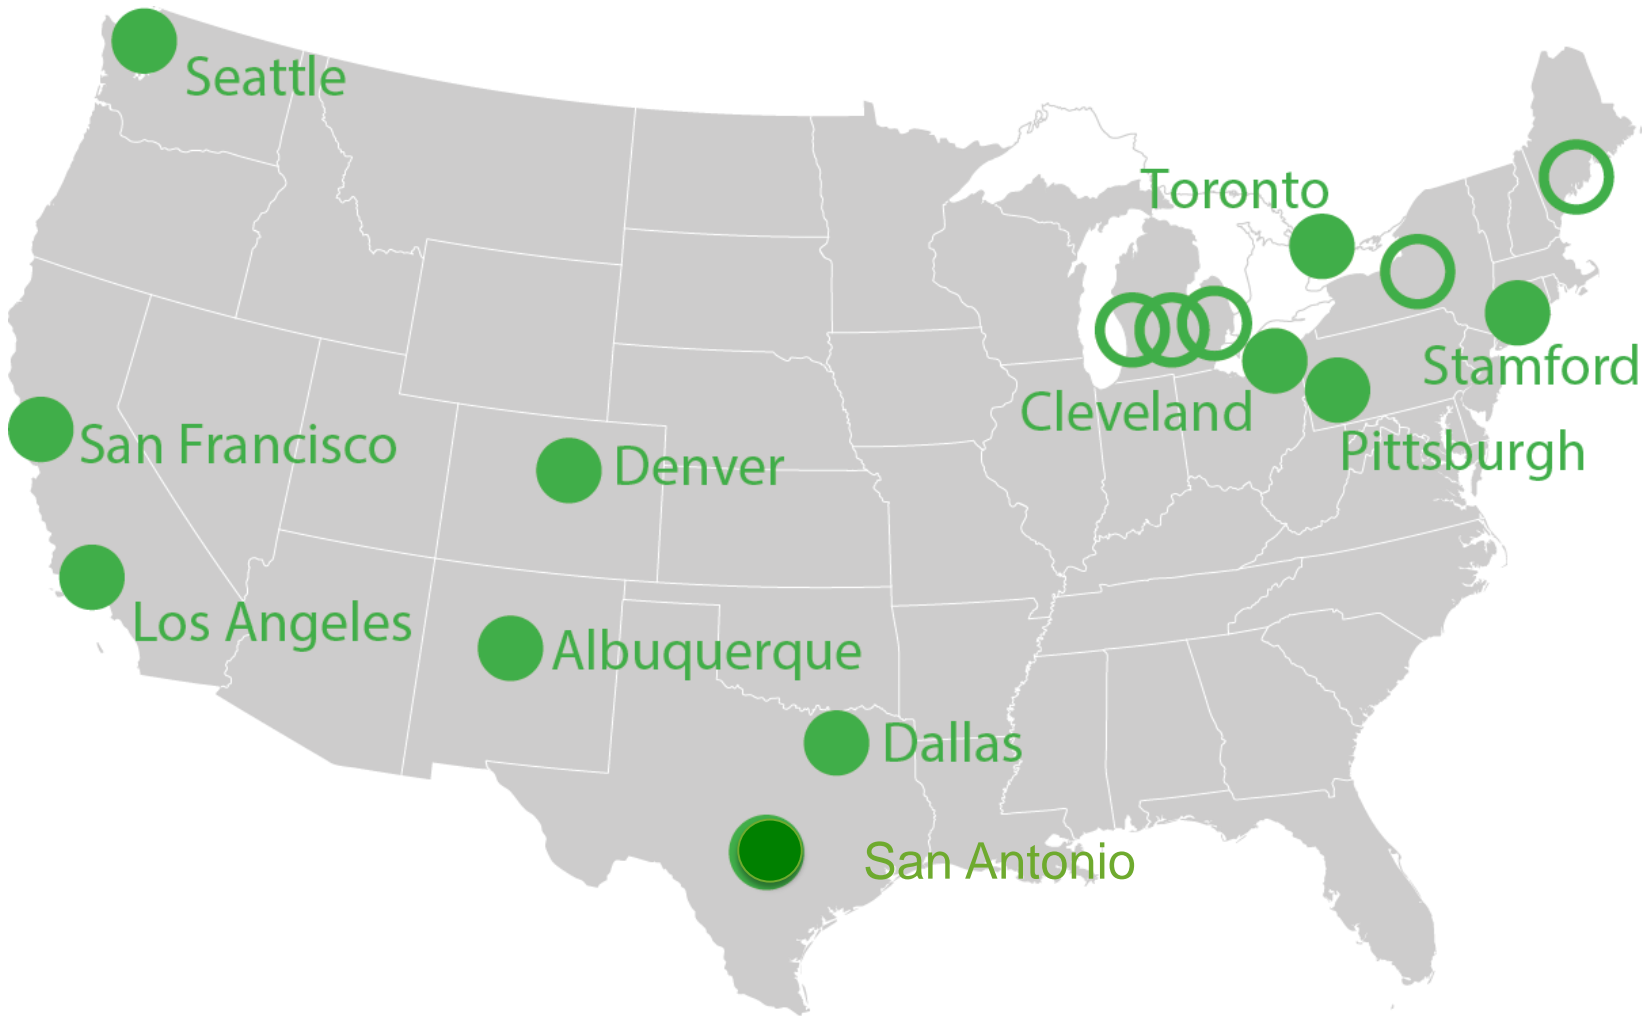 Seattle
Toronto
Stamford
Cleveland
Pittsburgh
San Francisco
Denver
Los Angeles
Albuquerque
Dallas
San Antonio